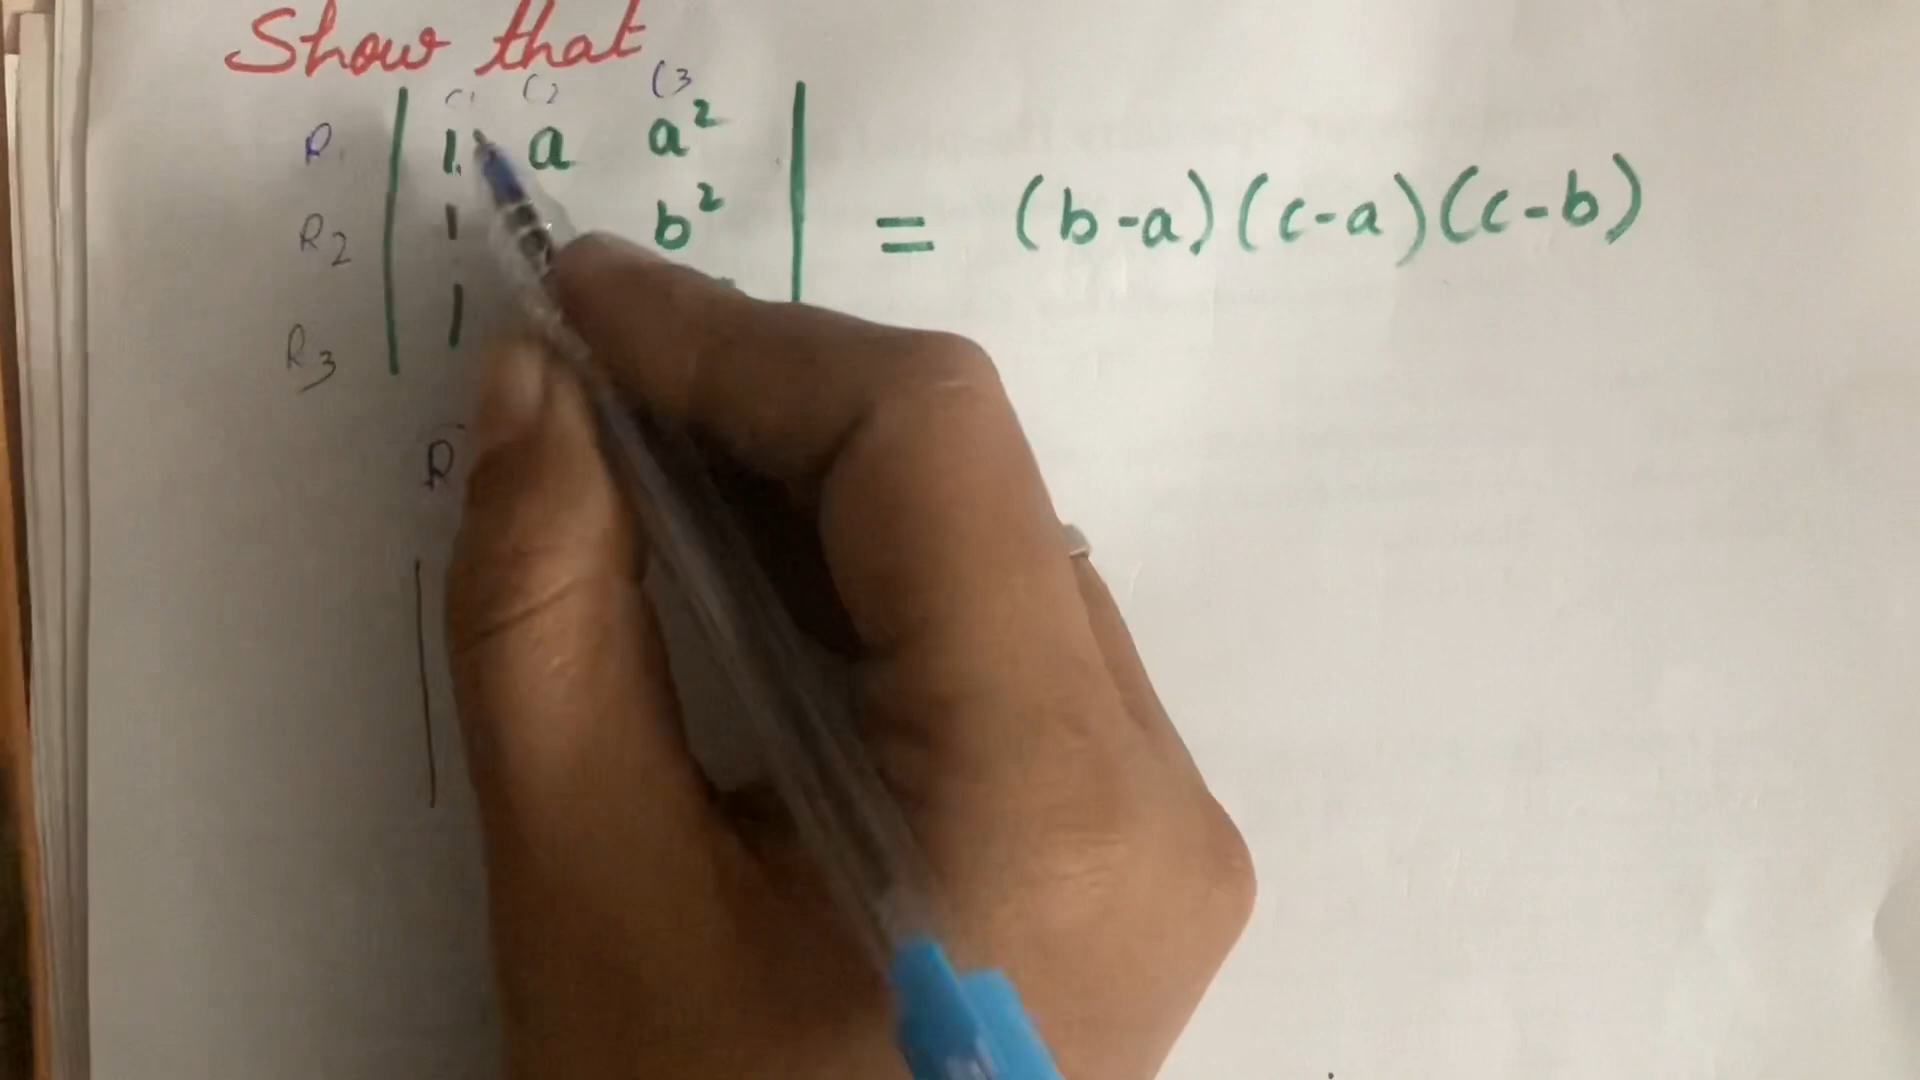 Show that
C1 C2 C3
R1 1 a a²
R2 1 b² = (b-a)(c-a)(c-b)
R3 1
R